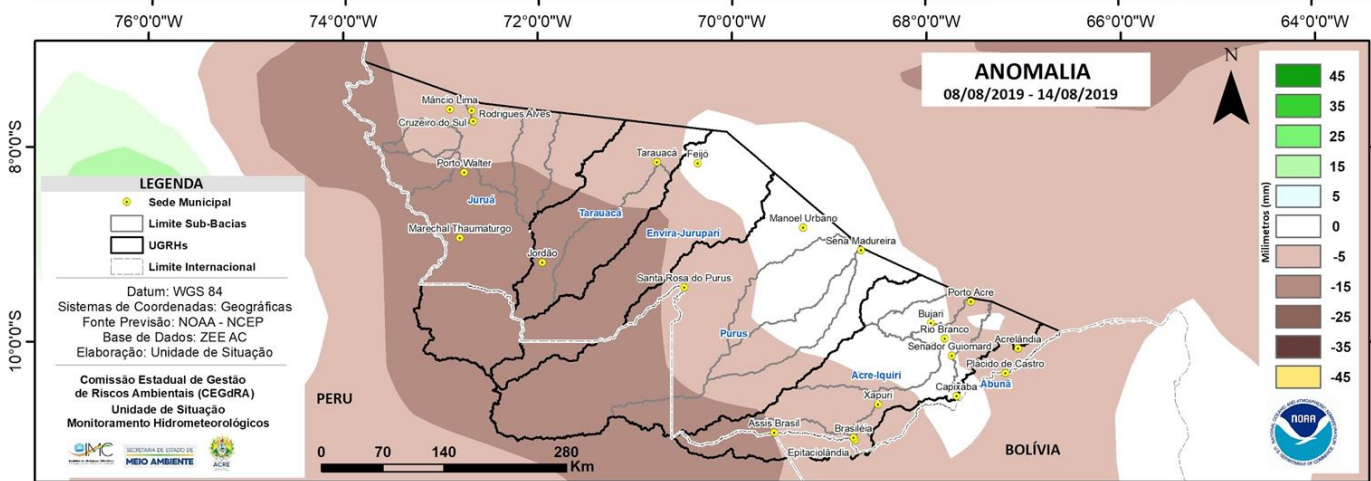 76°0'0"W
74°0'0"W
72°0'0"W
70°0'0"W
68°0'0"W
66°0'0"W
64°0'0"W
8°0'0"S
10°0'0"S
ANOMALIA
08/08/2019 - 14/08/2019
N
Milímetros (mm)
45
35
25
15
5
0
-5
-15
-25
-35
-45
NOAA
LEGENDA
Sede Municipal
Limite Sub-Bacias
UGRHs
Limite Internacional
Datum: WGS 84
Sistemas de Coordenadas: Geográficas
Fonte Previsão: NOAA - NCEP
Base de Dados: ZEE AC
Elaboração: Unidade de Situação
Comissão Estadual de Gestão
de Riscos Ambientais (CEGdRA)
Unidade de Situação
Monitoramento Hidrometeorológicos
IMC
SECRETARIA DE ESTADO DE
MEIO AMBIENTE
ACRE
Mâncio Lima
Rodrigues Alves
Cruzeiro do Sul
Porto Walter
Juruá
Marechal Thaumaturgo
Jordão
Tarauacá
Feijó
Tarauacá
Envira-Jurupari
Santa Rosa do Purus
Manoel Urbano
Sena Madureira
Purus
Porto Acre
Bujari
Rio Branco
Senador Guiomard
Acrelândia
Plácido de Castro
Acre-Iquiri
Abunã
Capixaba
Xapuri
Assis Brasil
Brasiléia
Epitaciolândia
PERU
BOLÍVIA
0 70 140 280
Km